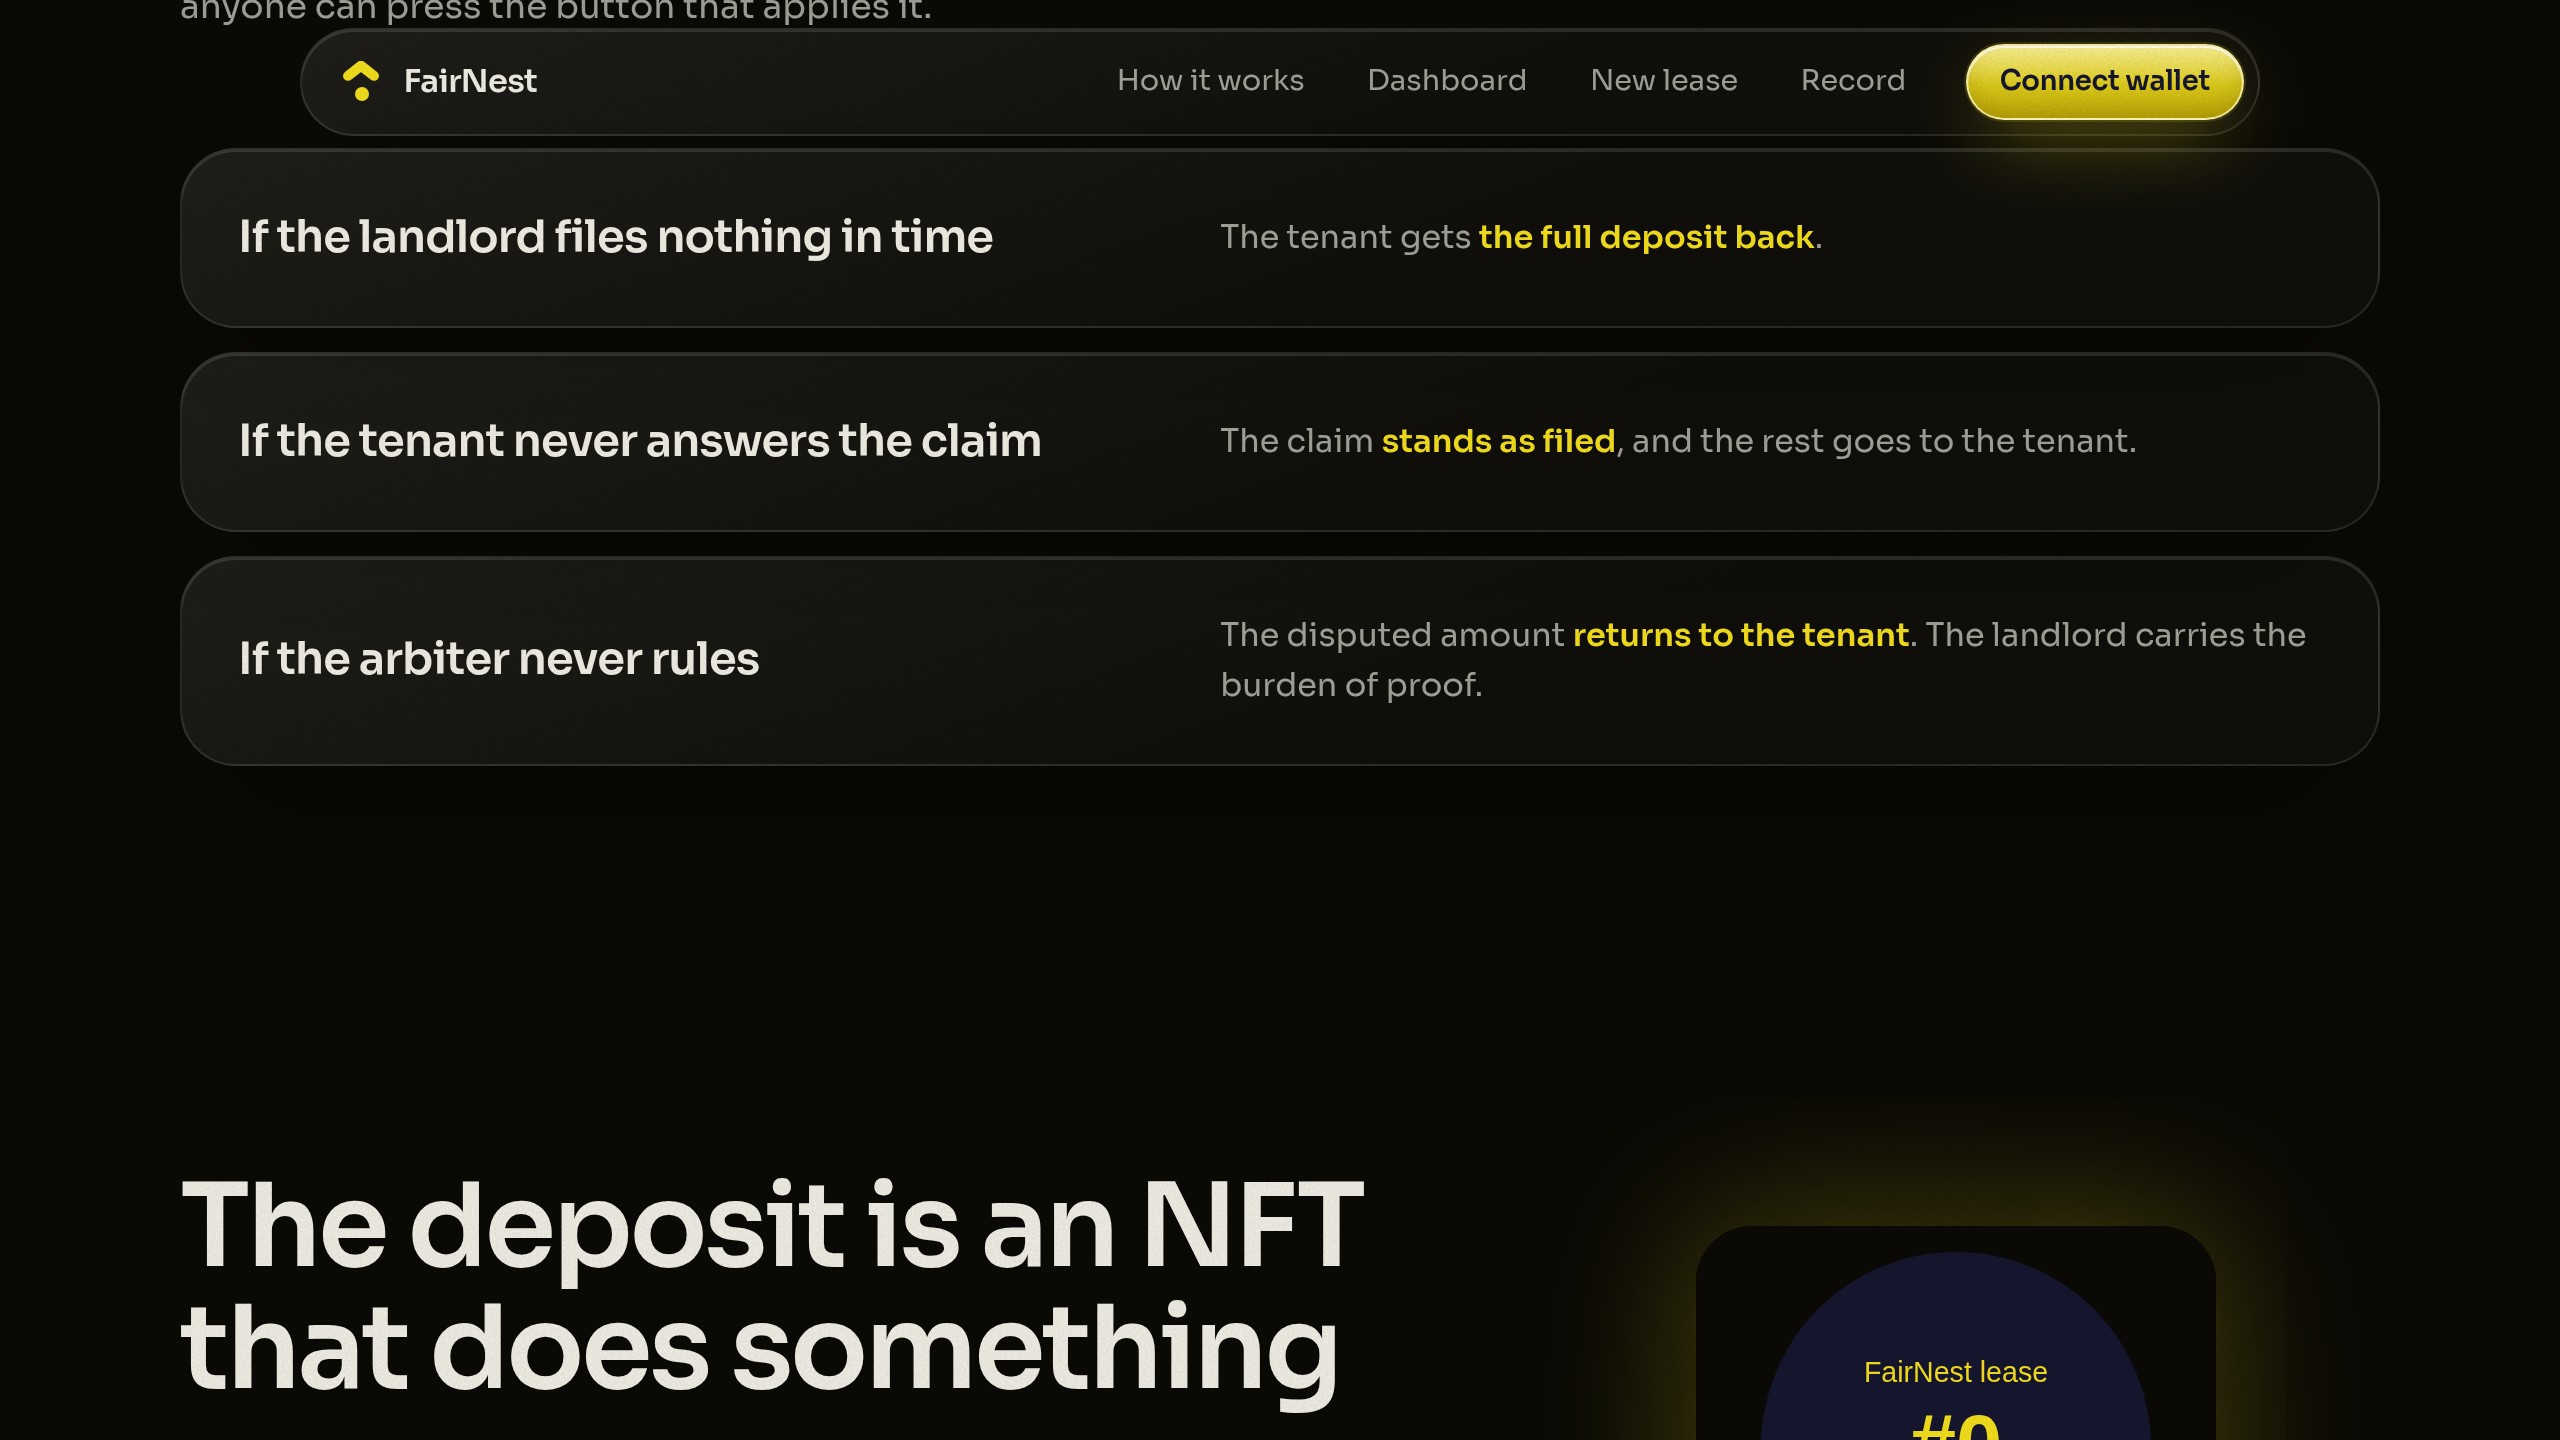 anyone can press the button that applies it.
FairNest
How it works
Dashboard
New lease
Record
Connect wallet
If the landlord files nothing in time
The tenant gets the full deposit back.
If the tenant never answers the claim
The claim stands as filed, and the rest goes to the tenant.
If the arbiter never rules
The disputed amount returns to the tenant. The landlord carries the
burden of proof.
The deposit is an NFT
that does something
FairNest lease
#0